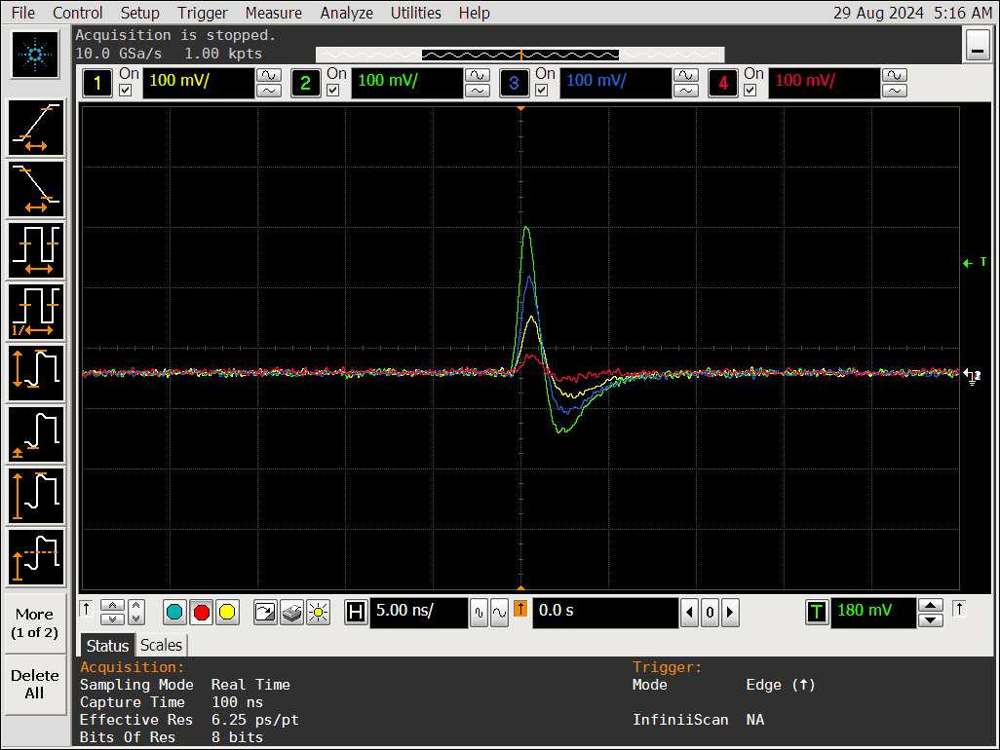 File Control Setup Trigger Measure Analyze Utilities Help 29 Aug 2024 5:16 AM
Acquisition is stopped.
10.0 GSa/s 1.00 kpts
1 On 100 mV/ 2 On 100 mV/ 3 On 100 mV/ 4 On 100 mV/
T
1/
More
(1 of 2)
Delete
All
H 5.00 ns/ 0.0 s 0 T 180 mV
Status Scales
Acquisition:
Sampling Mode Real Time
Capture Time 100 ns
Effective Res 6.25 ps/pt
Bits Of Res 8 bits
Trigger:
Mode Edge (↑)
InfiniiScan NA